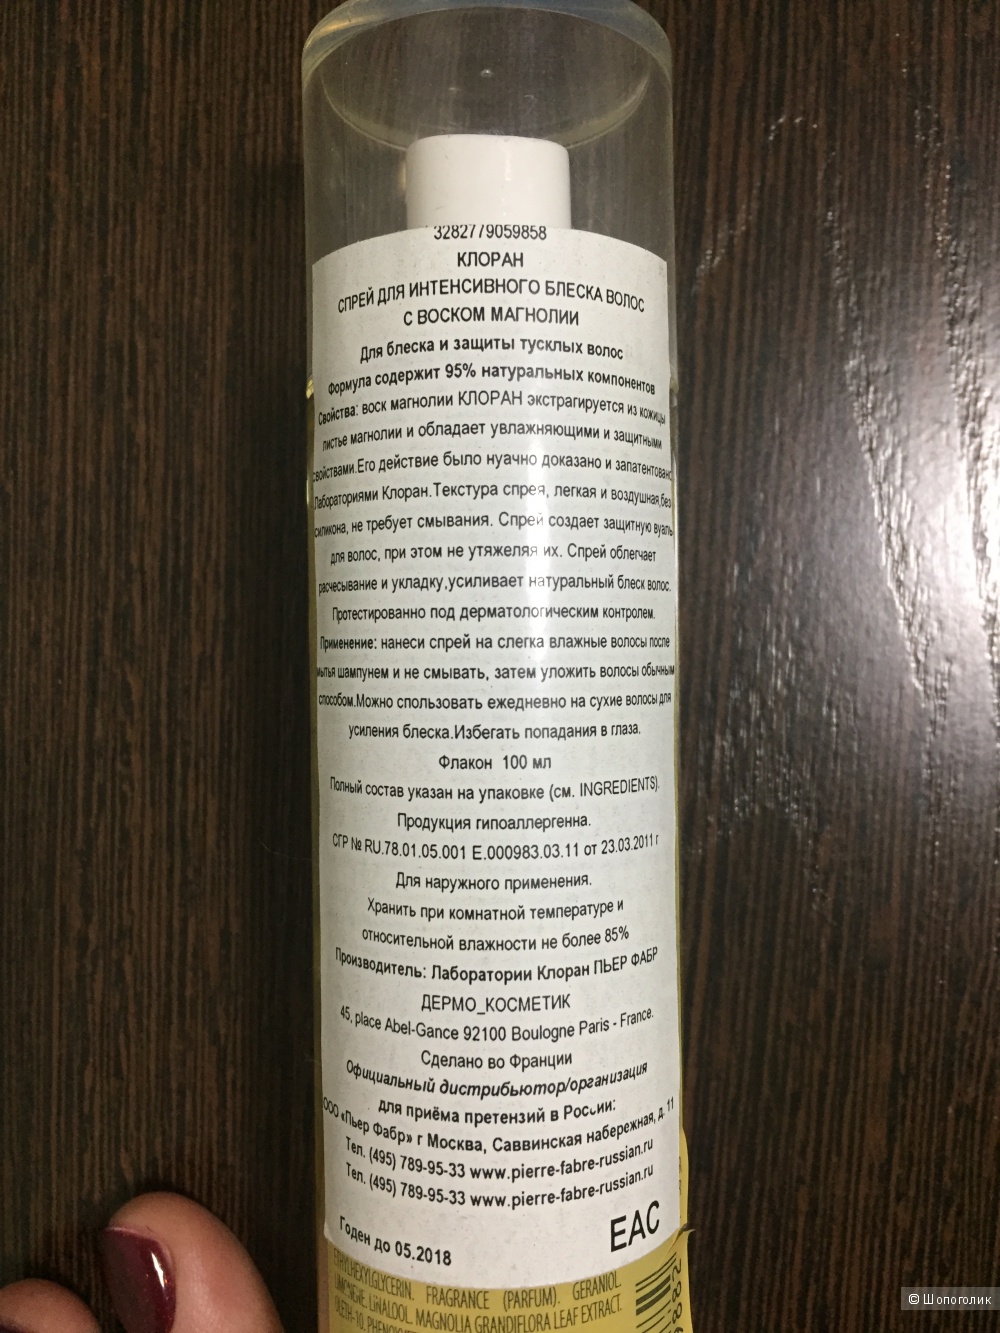 3282779059858
КЛОРАН
СПРЕЙ ДЛЯ ИНТЕНСИВНОГО БЛЕСКА ВОЛОС
С ВОСКОМ МАГНОЛИИ
Для блеска и защиты тусклых волос
Формула содержит 95% натуральных компонентов
Свойства: воск магнолии КЛОРАН экстрагируется из кожицы
листье магнолии и обладает увлажняющими и защитными
свойствами.Его действие было нуачно доказано и запатентовано
Лабораториями Клоран.Текстура спрея, легкая и воздушная,без
силикона, не требует смывания. Спрей создает защитную вуаль
для волос, при этом не утяжеляя их. Спрей облегчает
расчесывание и укладку,усиливает натуральный блеск волос.
Протестированно под дерматологическим контролем.
Применение: нанеси спрей на слегка влажные волосы после
мытья шампунем и не смывать, затем уложить волосы обычным
способом.Можно спользовать ежедневно на сухие волосы для
усиления блеска.Избегать попадания в глаза.
Флакон 100 мл
Полный состав указан на упаковке (см. INGREDIENTS).
Продукция гипоаллергенна.
СГР № RU.78.01.05.001 Е.000983.03.11 от 23.03.2011 г
Для наружного применения.
Хранить при комнатной температуре и
относительной влажности не более 85%
Производитель: Лаборатории Клоран ПЬЕР ФАБР
ДЕРМО_КОСМЕТИК
45, place Abel-Gance 92100 Boulogne Paris - France.
Сделано во Франции
Официальный дистрибьютор/организация
для приёма претензий в России:
ООО «Пьер Фабр» г Москва, Саввинская набережная, д. 11
Тел. (495) 789-95-33 www.pierre-fabre-russian.ru
Тел. (495) 789-95-33 www.pierre-fabre-russian.ru
Годен до 05.2018
EAC
ETHYLHEXYLGLYCERIN. FRAGRANCE (PARFUM). GERANIOL.
LIMONENE. LINALOOL. MAGNOLIA GRANDIFLORA LEAF EXTRACT.
OLETH-10.
© Шопоголик